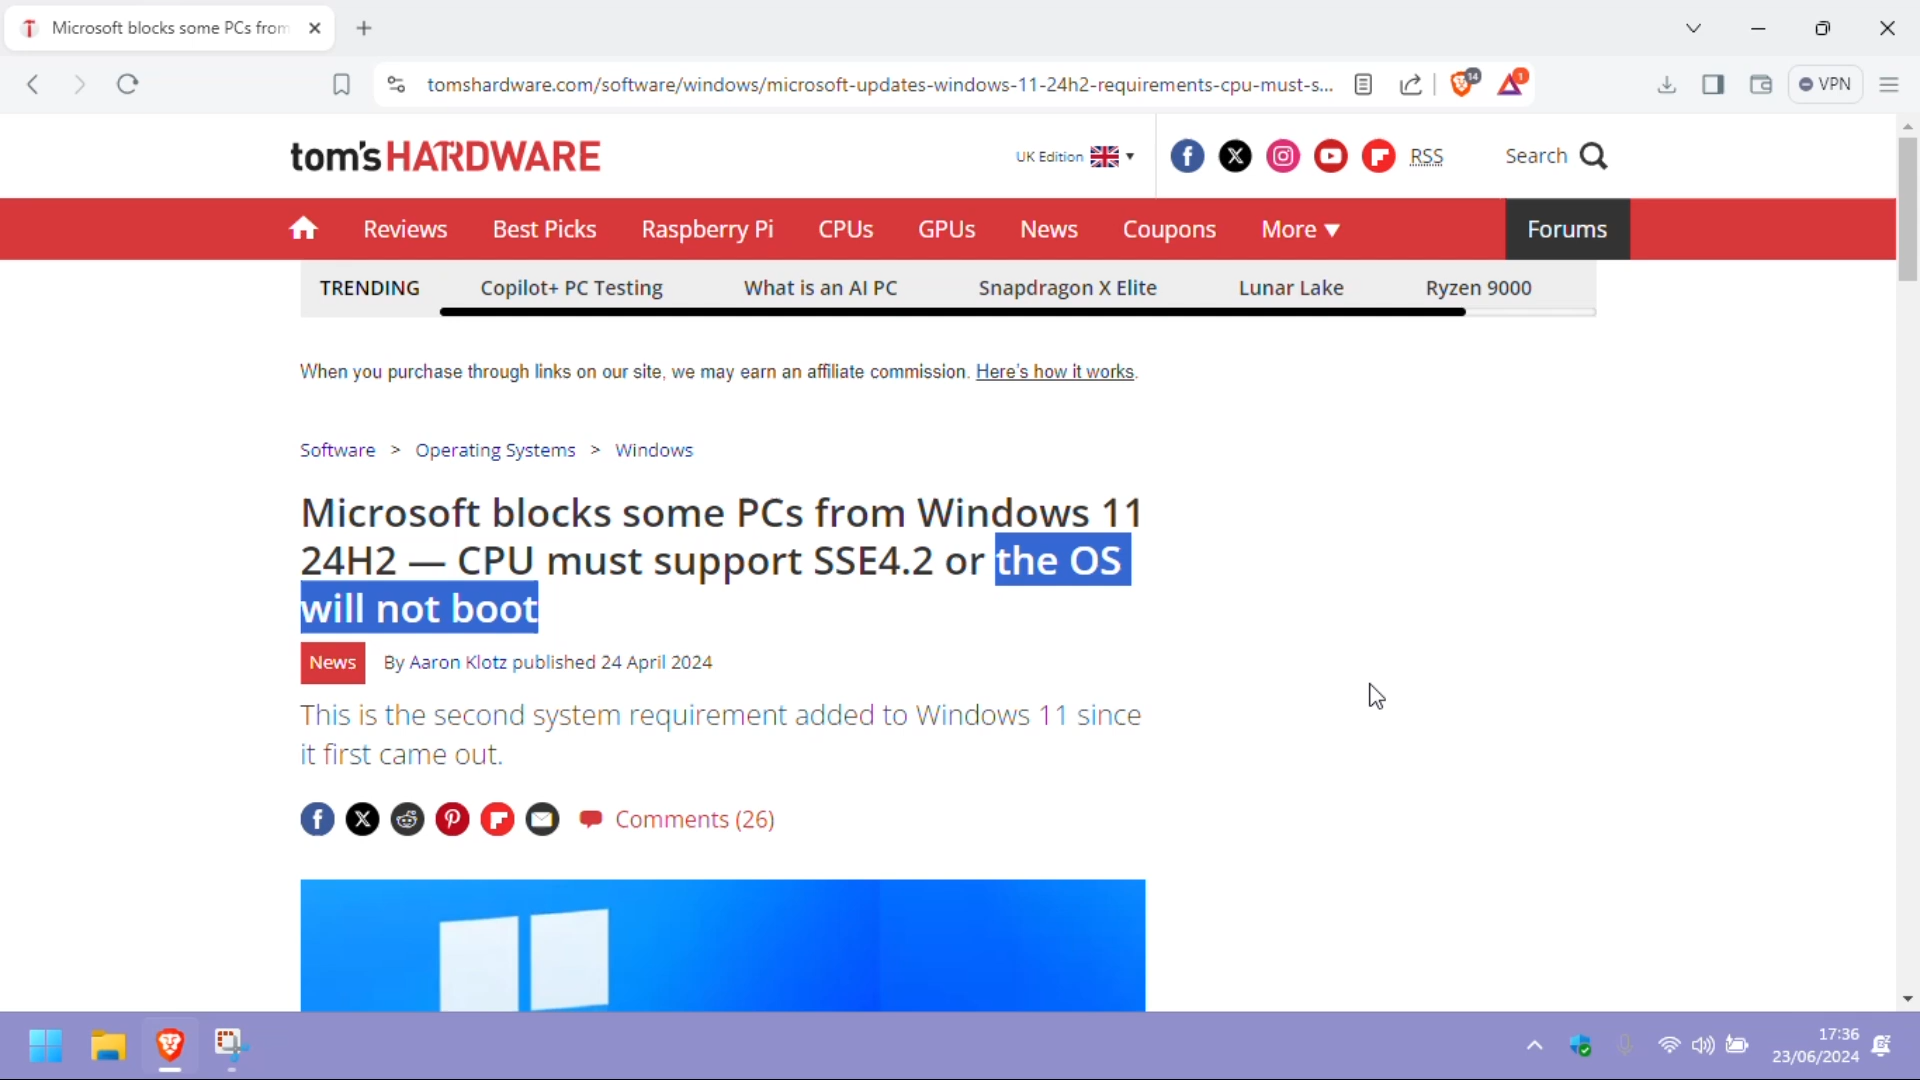 Microsoft blocks some PCs from
tomshardware.com/software/windows/microsoft-updates-windows-11-24h2-requirements-cpu-must-s...
14
1
VPN
tom's HARDWARE
UK Edition
RSS
Search
Reviews
Best Picks
Raspberry Pi
CPUs
GPUs
News
Coupons
More
Forums
TRENDING
Copilot+ PC Testing
What is an AI PC
Snapdragon X Elite
Lunar Lake
Ryzen 9000
When you purchase through links on our site, we may earn an affiliate commission. Here's how it works.
Software > Operating Systems > Windows
Microsoft blocks some PCs from Windows 11
24H2 — CPU must support SSE4.2 or the OS
will not boot
News
By Aaron Klotz published 24 April 2024
This is the second system requirement added to Windows 11 since
it first came out.
Comments (26)
17:36
23/06/2024